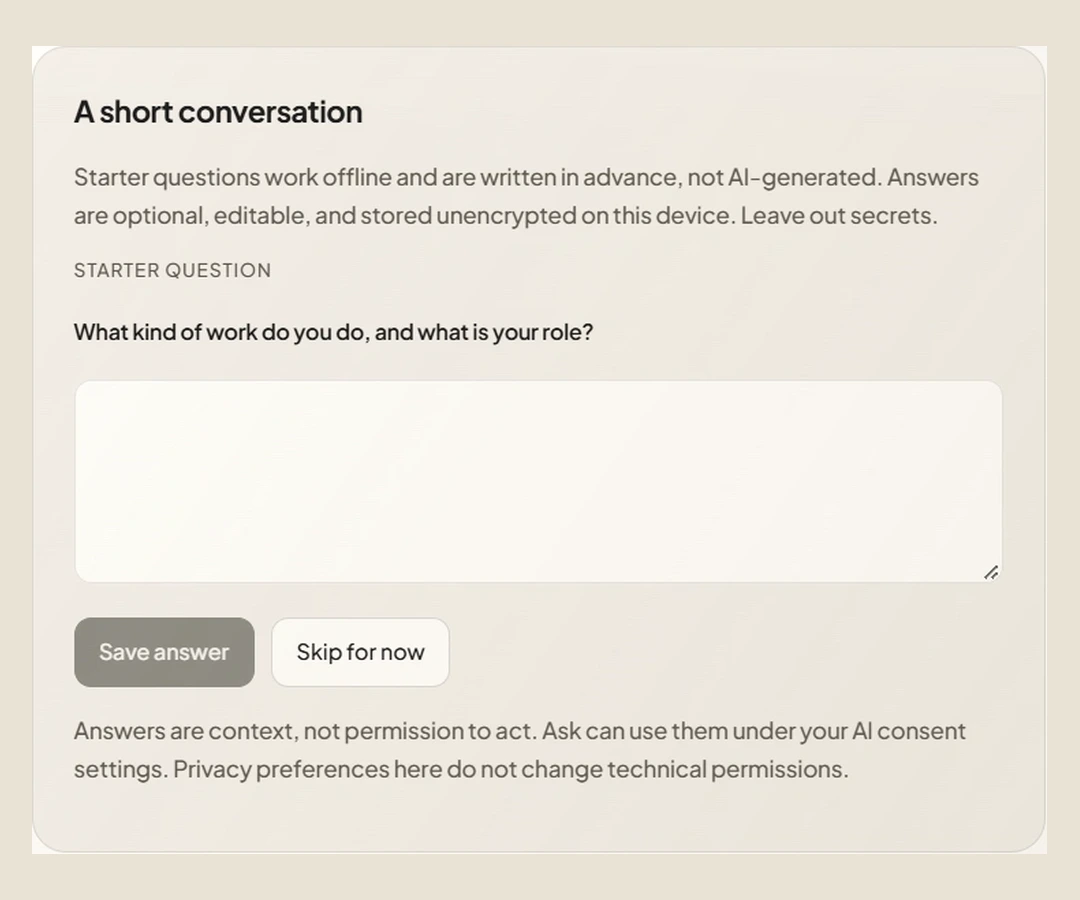 A short conversation
Starter questions work offline and are written in advance, not AI-generated. Answers
are optional, editable, and stored unencrypted on this device. Leave out secrets.
STARTER QUESTION
What kind of work do you do, and what is your role?
Save answer
Skip for now
Answers are context, not permission to act. Ask can use them under your AI consent
settings. Privacy preferences here do not change technical permissions.